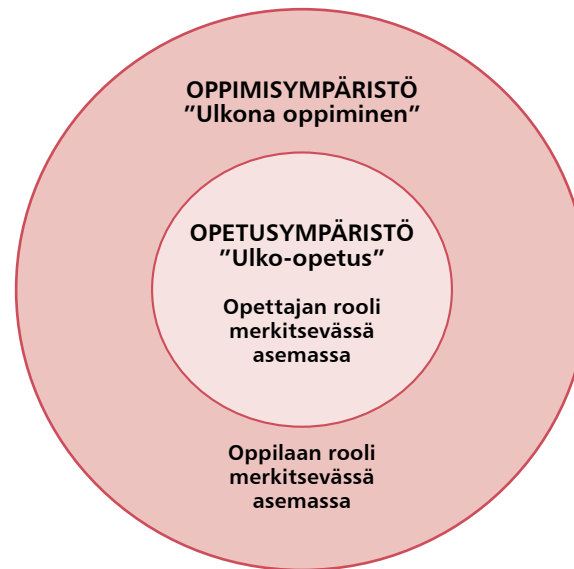 OPPIMISYMPÄRISTÖ
”Ulkona oppiminen”
OPETUSYMPÄRISTÖ
”Ulko-opetus”
Opettajan rooli
merkitsevässä
asemassa
Oppilaan rooli
merkitsevässä
asemassa